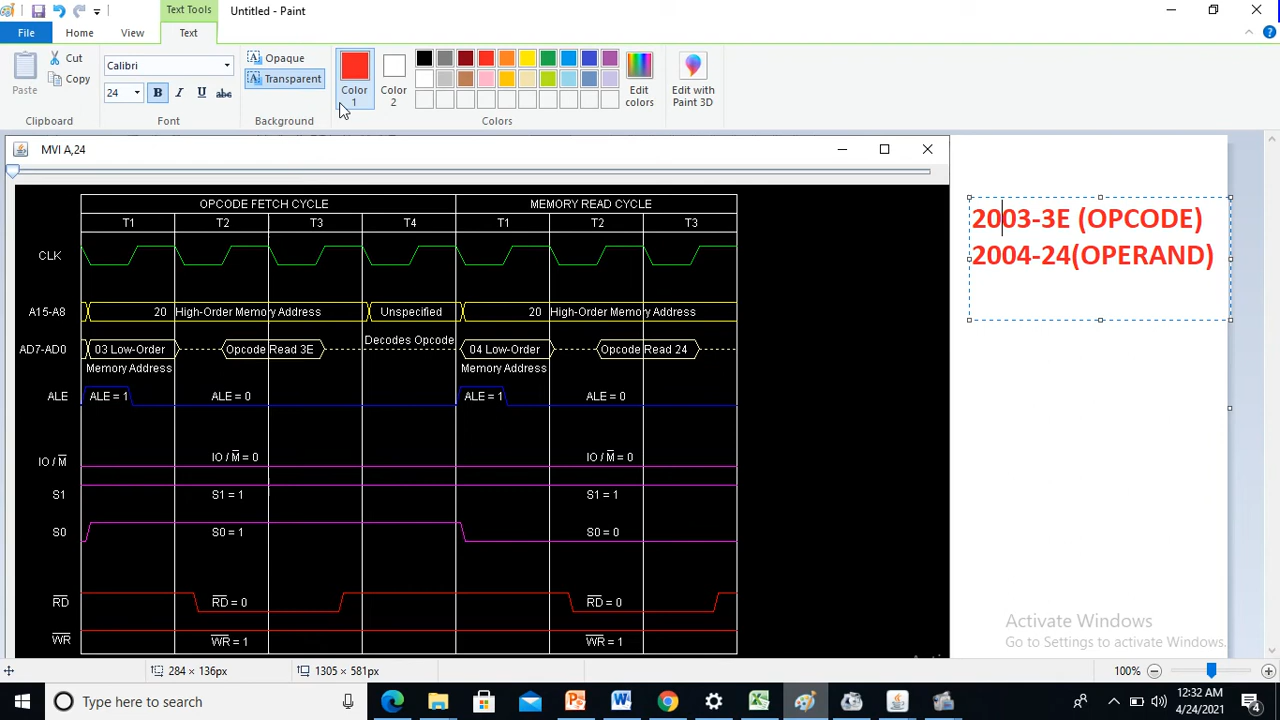 Text Tools
Untitled - Paint
File
Home
View
Text
Paste
Cut
Copy
Clipboard
Calibri
24
B I U abc
Font
Opaque
Transparent
Background
Color 1
Color 2
Edit colors
Edit with Paint 3D
Colors
MVI A,24
OPCODE FETCH CYCLE
MEMORY READ CYCLE
T1 T2 T3 T4 T1 T2 T3
CLK
A15-A8 20 High-Order Memory Address Unspecified 20 High-Order Memory Address
Decodes Opcode
AD7-AD0 03 Low-Order Opcode Read 3E 04 Low-Order Opcode Read 24
Memory Address Memory Address
ALE ALE = 1 ALE = 0 ALE = 1 ALE = 0
IO / M IO / M = 0 IO / M = 0
S1 S1 = 1 S1 = 1
S0 S0 = 1 S0 = 0
RD RD = 0 RD = 0
WR WR = 1 WR = 1
2003-3E (OPCODE)
2004-24(OPERAND)
Activate Windows
Go to Settings to activate Windows.
284 × 136px
1305 × 581px
100%
Type here to search
12:32 AM
4/24/2021
4